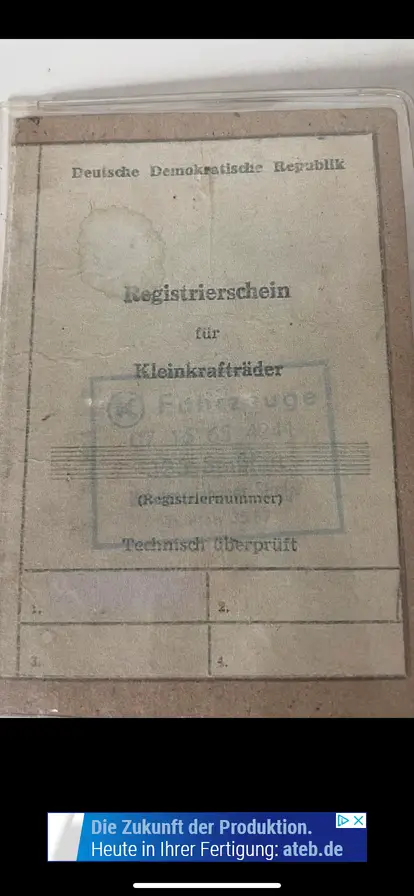 Deutsche Demokratische Republik
Registrierschein
für
Kleinkrafträder
Fahrzeuge
(Registriernummer)
Technisch überprüft
1.
2.
3.
4.
Die Zukunft der Produktion.
Heute in Ihrer Fertigung: ateb.de